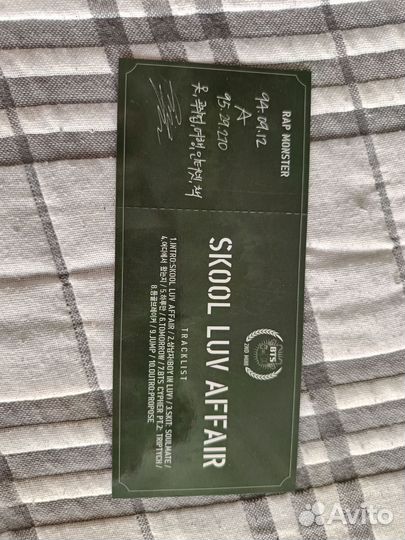 RAP MONSTER
94. 09. 12
A
BTS
2ND MINI
SKOOL LUV AFFAIR
TRACKLIST
1.INTRO:SKOOL LUV AFFAIR / 2.상남자(BOY IN LUV) / 3.SKIT: SOULMATE /
4.어디에서 왔는지 / 5.하루만 / 6.TOMORROW / 7.BTS CYPHER PT.2: TRIPTYCH /
8.등골브레이커 / 9.JUMP / 10.OUTRO:PROPOSE
Avito